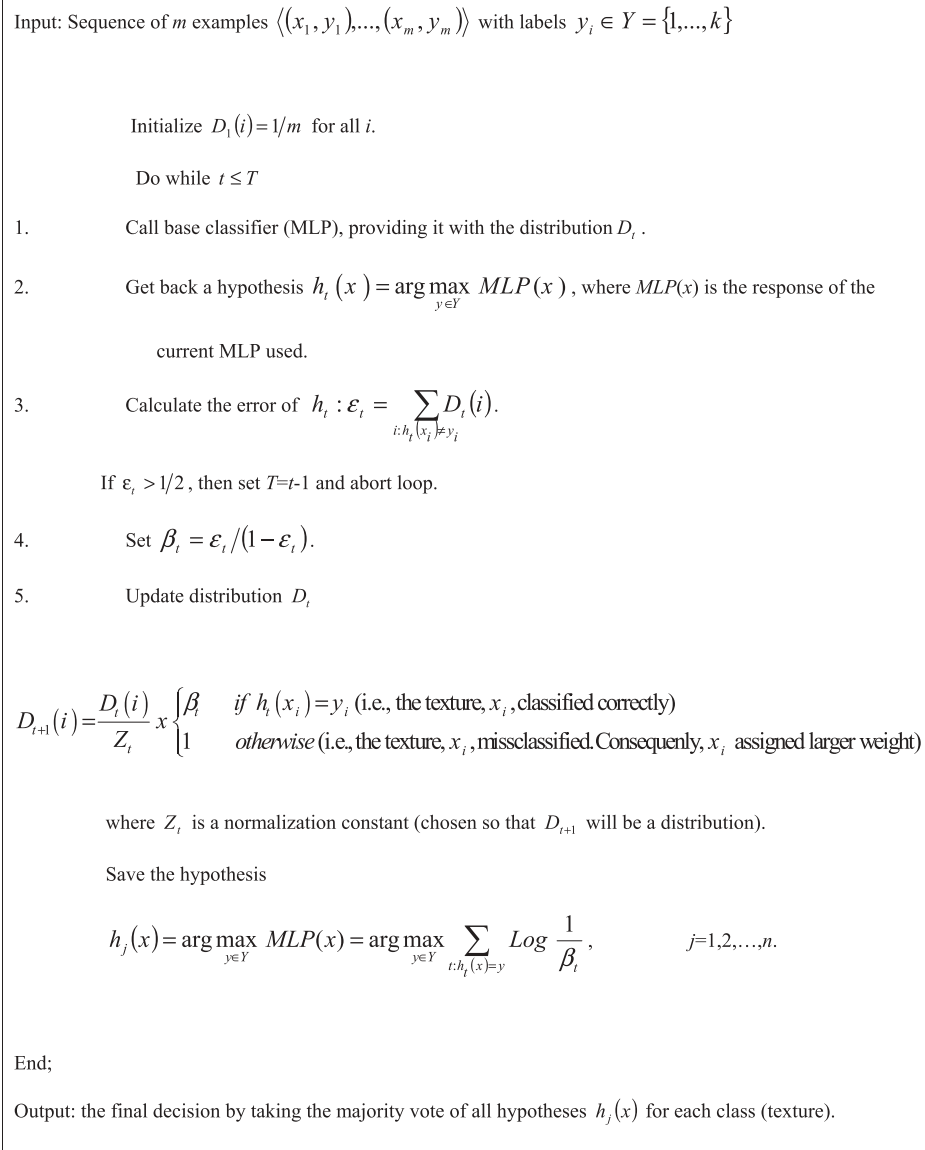 Input: Sequence of m examples ⟨(x₁, y₁),...,(xₘ, yₘ)⟩ with labels yᵢ ∈ Y = {1,...,k}
Initialize D₁(i) = 1/m for all i.
Do while t ≤ T
1. Call base classifier (MLP), providing it with the distribution Dₜ .
2. Get back a hypothesis hₜ (x) = arg max_{y∈Y} MLP(x) , where MLP(x) is the response of the
current MLP used.
3. Calculate the error of hₜ : εₜ = ∑_{i:hₜ(xᵢ)≠yᵢ} Dₜ(i).
If εₜ > 1/2 , then set T=t-1 and abort loop.
4. Set βₜ = εₜ/(1 − εₜ).
5. Update distribution Dₜ
Dₜ₊₁(i) = Dₜ(i)/Zₜ x { βₜ if hₜ(xᵢ) = yᵢ (i.e., the texture, xᵢ , classified correctly)
1 otherwise (i.e., the texture, xᵢ , missclassified. Consequenly, xᵢ assigned larger weight)
where Zₜ is a normalization constant (chosen so that Dₜ₊₁ will be a distribution).
Save the hypothesis
hⱼ(x) = arg max_{y∈Y} MLP(x) = arg max_{y∈Y} ∑_{t:hₜ(x)=y} Log 1/βₜ , j=1,2,…,n.
End;
Output: the final decision by taking the majority vote of all hypotheses hⱼ(x) for each class (texture).